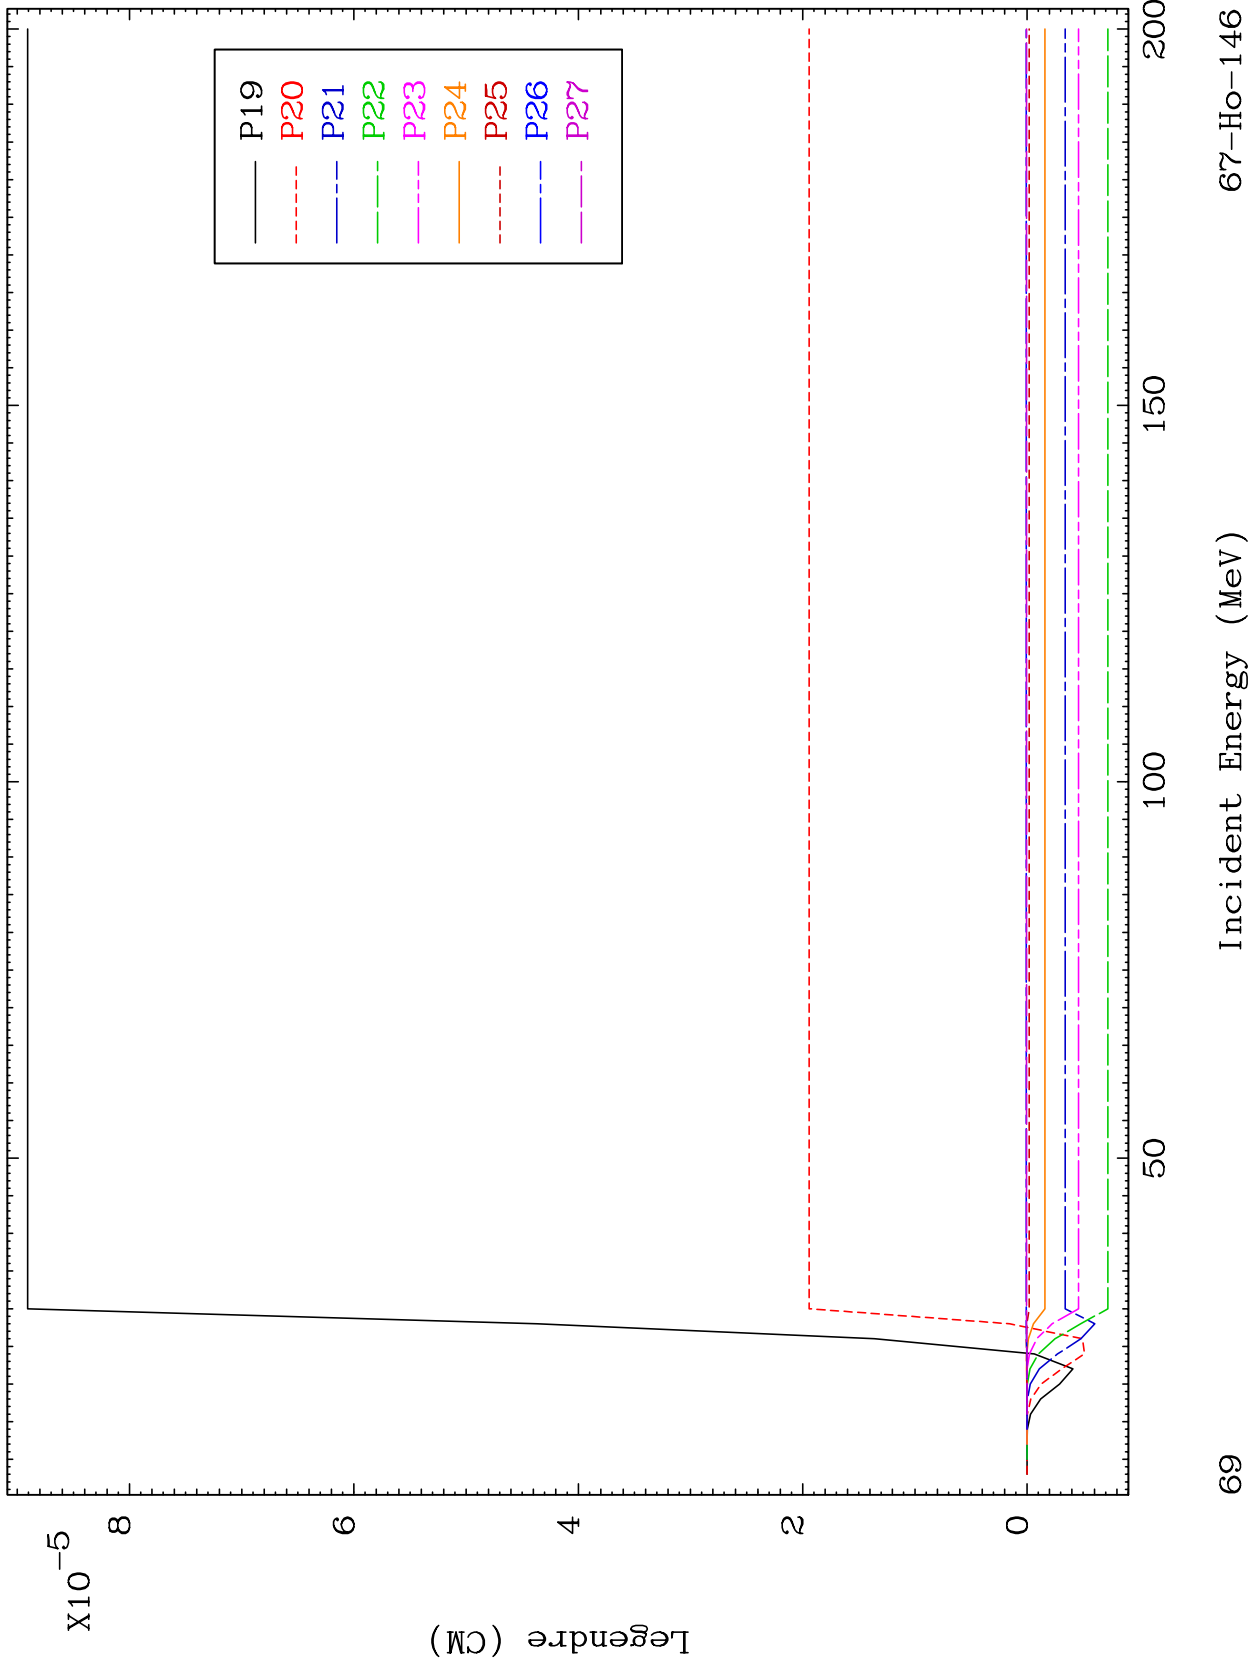 X10-5
8
6
4
2
0
Legendre (CM)
P19
P20
P21
P22
P23
P24
P25
P26
P27
50
100
150
200
Incident Energy (MeV)
69
67-Ho-146